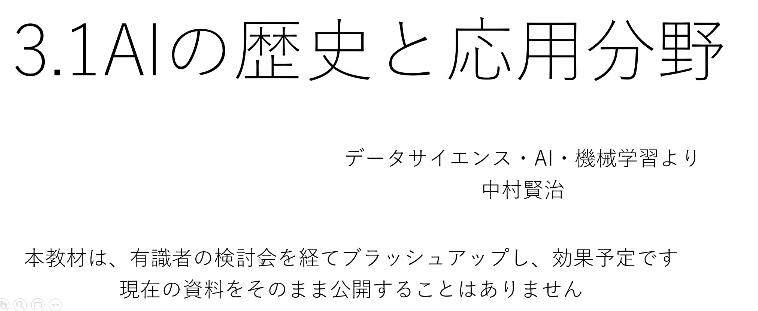 3.1AIの歴史と応用分野
データサイエンス・AI・機械学習より
中村賢治
本教材は、有識者の検討会を経てブラッシュアップし、効果予定です
現在の資料をそのまま公開することはありません